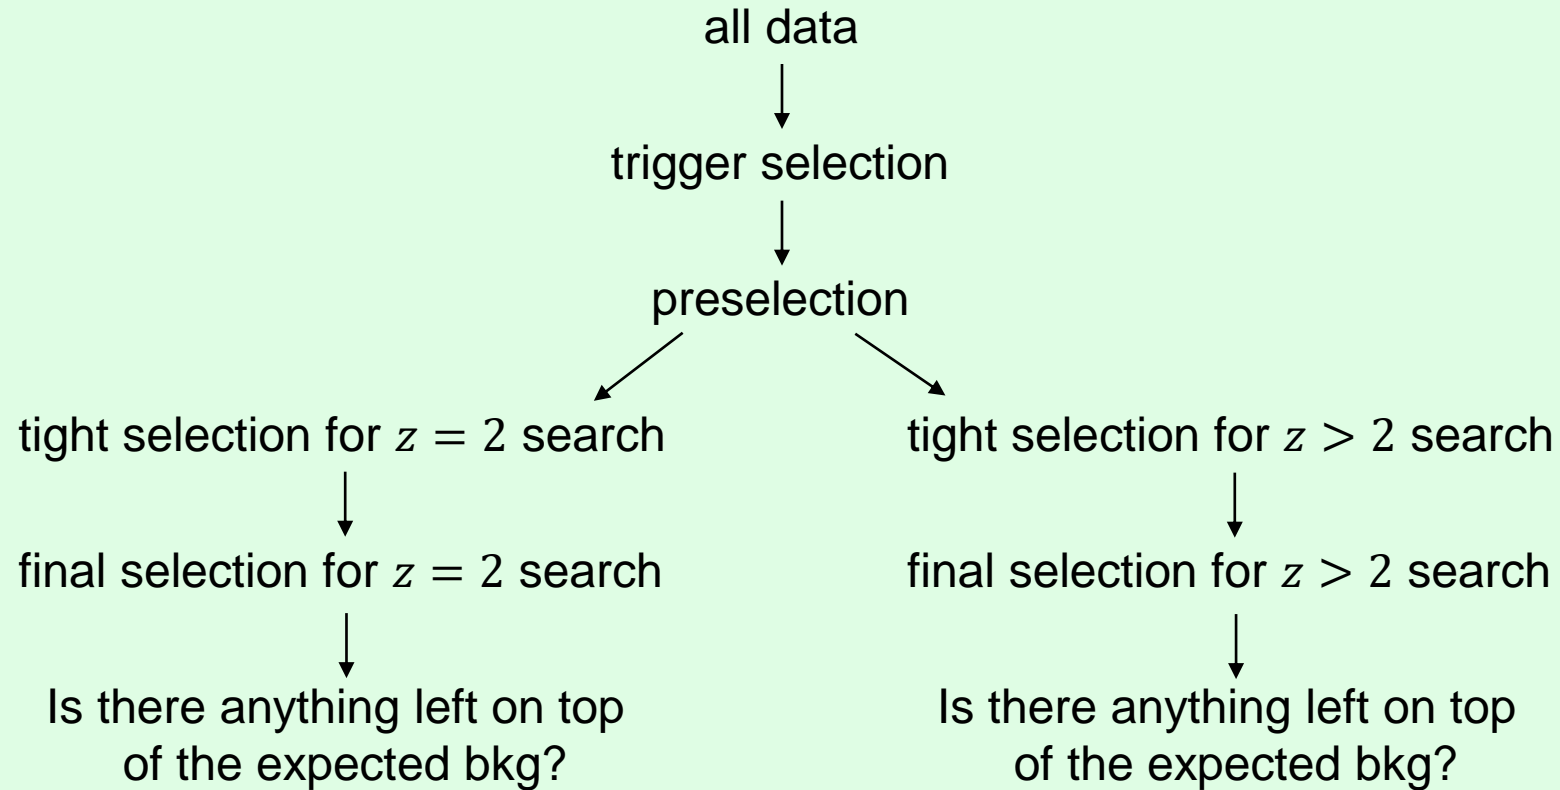 all data
trigger selection
preselection
tight selection for z = 2 search
tight selection for z > 2 search
final selection for z = 2 search
final selection for z > 2 search
Is there anything left on top
of the expected bkg?
Is there anything left on top
of the expected bkg?